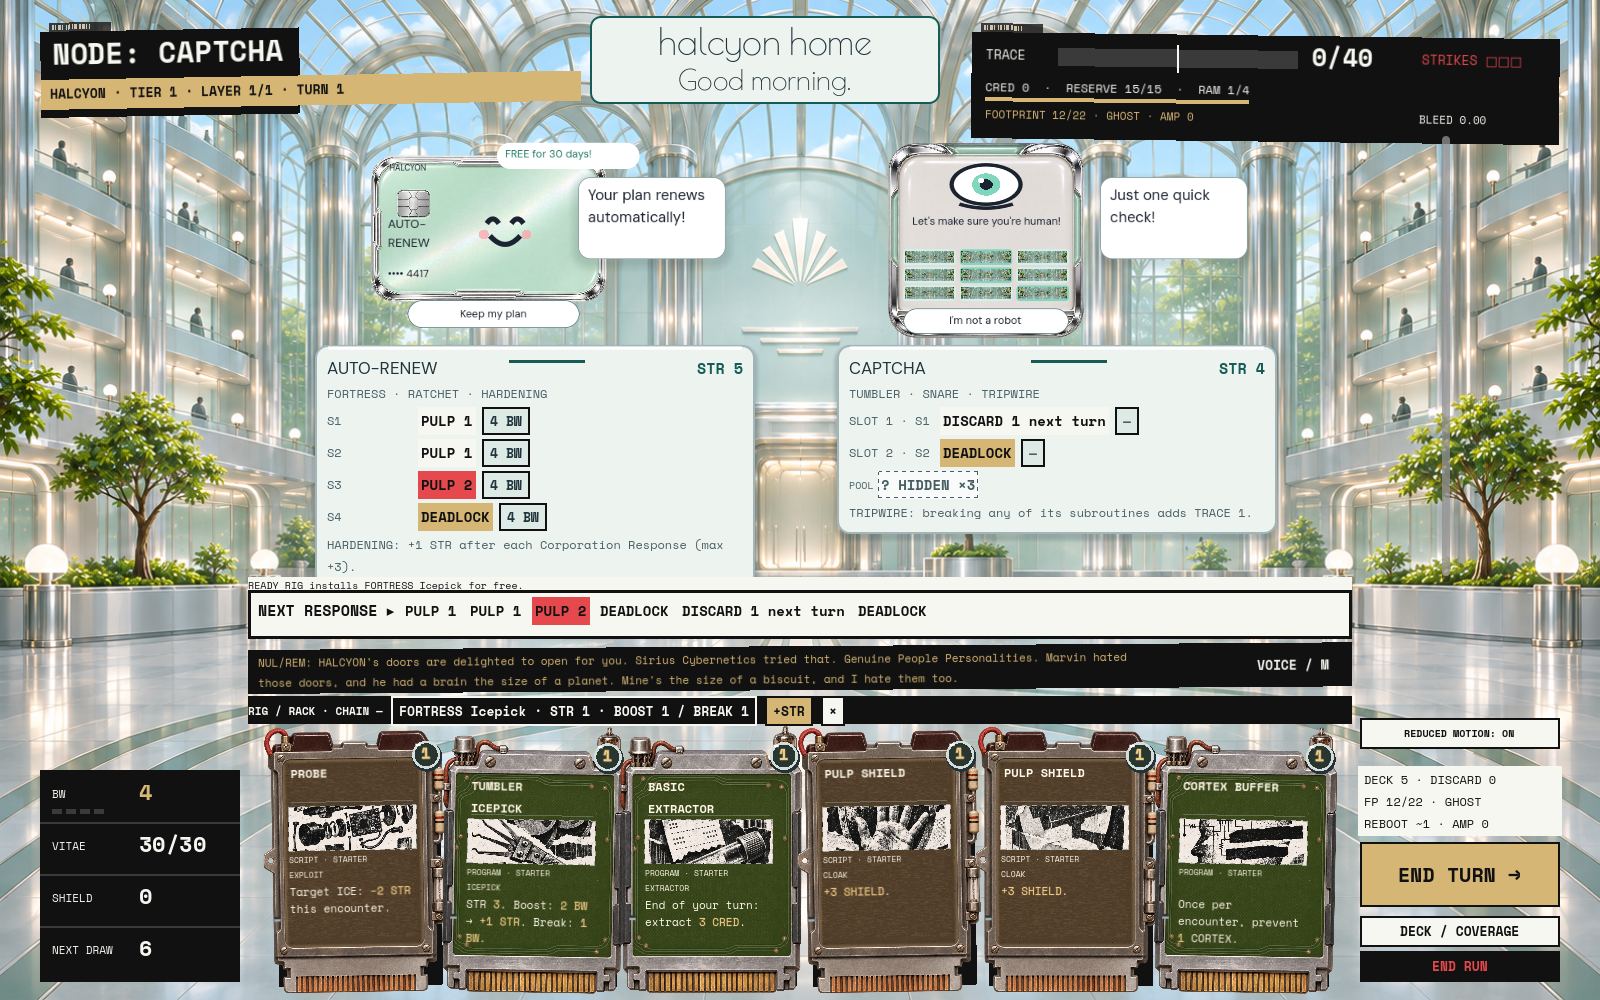 NODE: CAPTCHA
HALCYON · TIER 1 · LAYER 1/1 · TURN 1
halcyon home
Good morning.
TRACE 0/40 STRIKES □□□
CRED 0 · RESERVE 15/15 · RAM 1/4
FOOTPRINT 12/22 · GHOST · AMP 0
BLEED 0.00
HALCYON
FREE for 30 days!
AUTO-
RENEW
•••• 4417
Keep my plan
Your plan renews
automatically!
Let's make sure you're human!
I'm not a robot
Just one quick
check!
AUTO-RENEW STR 5
FORTRESS · RATCHET · HARDENING
S1 PULP 1 4 BW
S2 PULP 1 4 BW
S3 PULP 2 4 BW
S4 DEADLOCK 4 BW
HARDENING: +1 STR after each Corporation Response (max
+3).
CAPTCHA STR 4
TUMBLER · SNARE · TRIPWIRE
SLOT 1 · S1 DISCARD 1 next turn —
SLOT 2 · S2 DEADLOCK —
POOL ? HIDDEN ×3
TRIPWIRE: breaking any of its subroutines adds TRACE 1.
READY RIG installs FORTRESS Icepick for free.
NEXT RESPONSE ▸ PULP 1 PULP 1 PULP 2 DEADLOCK DISCARD 1 next turn DEADLOCK
NUL/REM: HALCYON's doors are delighted to open for you. Sirius Cybernetics tried that. Genuine People Personalities. Marvin hated
those doors, and he had a brain the size of a planet. Mine's the size of a biscuit, and I hate them too.
VOICE / M
RIG / RACK · CHAIN — FORTRESS Icepick · STR 1 · BOOST 1 / BREAK 1 +STR ×
BW 4
VITAE 30/30
SHIELD 0
NEXT DRAW 6
1
PROBE
SCRIPT · STARTER
EXPLOIT
Target ICE: -2 STR
this encounter.
1
TUMBLER
ICEPICK
PROGRAM · STARTER
ICEPICK
STR 3. Boost: 2 BW
→ +1 STR. Break: 1
BW.
1
BASIC
EXTRACTOR
PROGRAM · STARTER
EXTRACTOR
End of your turn:
extract 3 CRED.
1
PULP SHIELD
SCRIPT · STARTER
CLOAK
+3 SHIELD.
1
PULP SHIELD
SCRIPT · STARTER
CLOAK
+3 SHIELD.
1
CORTEX BUFFER
PROGRAM · STARTER
Once per
encounter, prevent
1 CORTEX.
REDUCED MOTION: ON
DECK 5 · DISCARD 0
FP 12/22 · GHOST
REBOOT ~1 · AMP 0
END TURN →
DECK / COVERAGE
END RUN